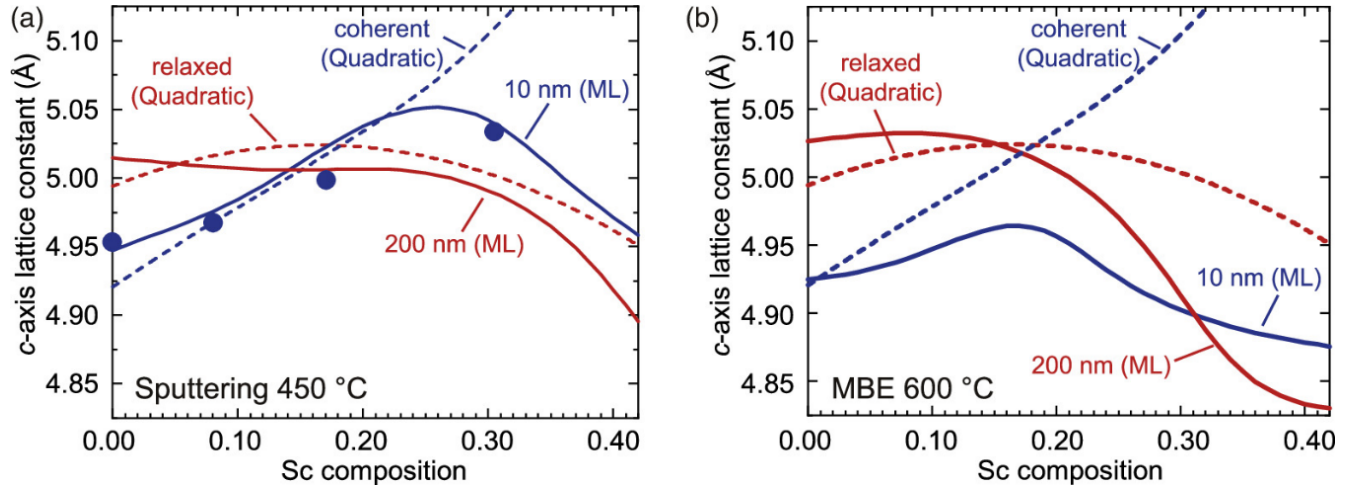 (a)
coherent
(Quadratic)
relaxed
(Quadratic)
10 nm (ML)
200 nm (ML)
Sputtering 450 °C
c-axis lattice constant (Å)
5.10
5.05
5.00
4.95
4.90
4.85
0.00 0.10 0.20 0.30 0.40
Sc composition
(b)
coherent
(Quadratic)
relaxed
(Quadratic)
10 nm (ML)
200 nm (ML)
MBE 600 °C
c-axis lattice constant (Å)
5.10
5.05
5.00
4.95
4.90
4.85
0.00 0.10 0.20 0.30 0.40
Sc composition